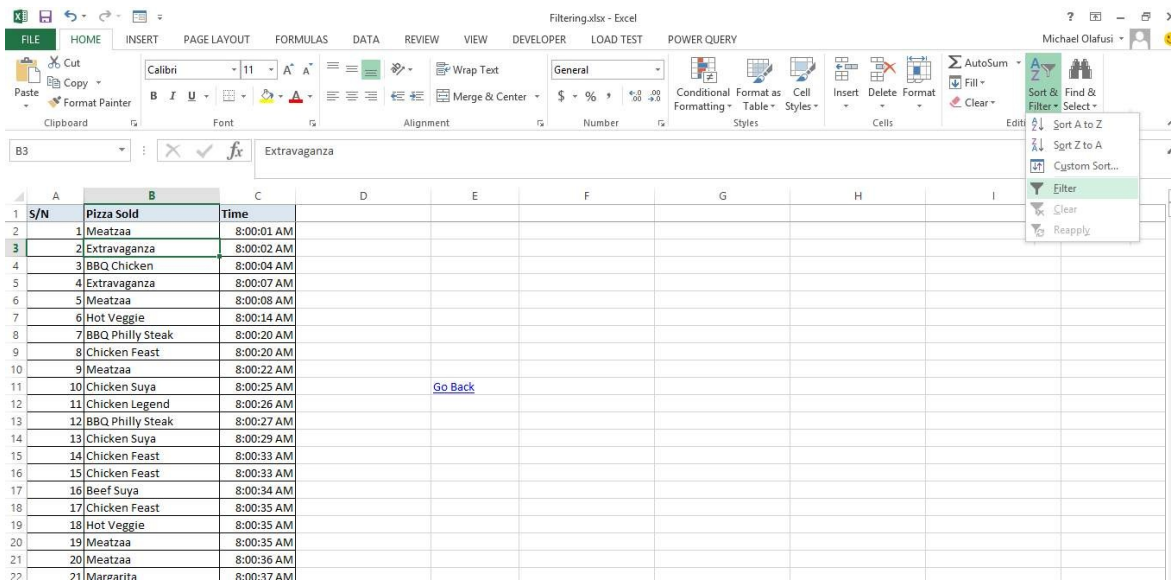 Filtering.xlsx - Excel
FILE HOME INSERT PAGE LAYOUT FORMULAS DATA REVIEW VIEW DEVELOPER LOAD TEST POWER QUERY Michael Olafusi
Paste
Cut
Copy
Format Painter
Clipboard
Calibri 11
B I U
Font
Wrap Text
Merge & Center
Alignment
General
$ % ,
Number
Conditional Formatting
Format as Table
Cell Styles
Styles
Insert Delete Format
Cells
AutoSum
Fill
Clear
Sort & Filter
Find & Select
Editi
Sort A to Z
Sort Z to A
Custom Sort...
Filter
Clear
Reapply
B3 fx Extravaganza
A B C D E F G H I
1 S/N Pizza Sold Time
2 1 Meatzaa 8:00:01 AM
3 2 Extravaganza 8:00:02 AM
4 3 BBQ Chicken 8:00:04 AM
5 4 Extravaganza 8:00:07 AM
6 5 Meatzaa 8:00:08 AM
7 6 Hot Veggie 8:00:14 AM
8 7 BBQ Philly Steak 8:00:20 AM
9 8 Chicken Feast 8:00:20 AM
10 9 Meatzaa 8:00:22 AM
11 10 Chicken Suya 8:00:25 AM Go Back
12 11 Chicken Legend 8:00:26 AM
13 12 BBQ Philly Steak 8:00:27 AM
14 13 Chicken Suya 8:00:29 AM
15 14 Chicken Feast 8:00:33 AM
16 15 Chicken Feast 8:00:33 AM
17 16 Beef Suya 8:00:34 AM
18 17 Chicken Feast 8:00:35 AM
19 18 Hot Veggie 8:00:35 AM
20 19 Meatzaa 8:00:35 AM
21 20 Meatzaa 8:00:36 AM
22 21 Margarita 8:00:37 AM